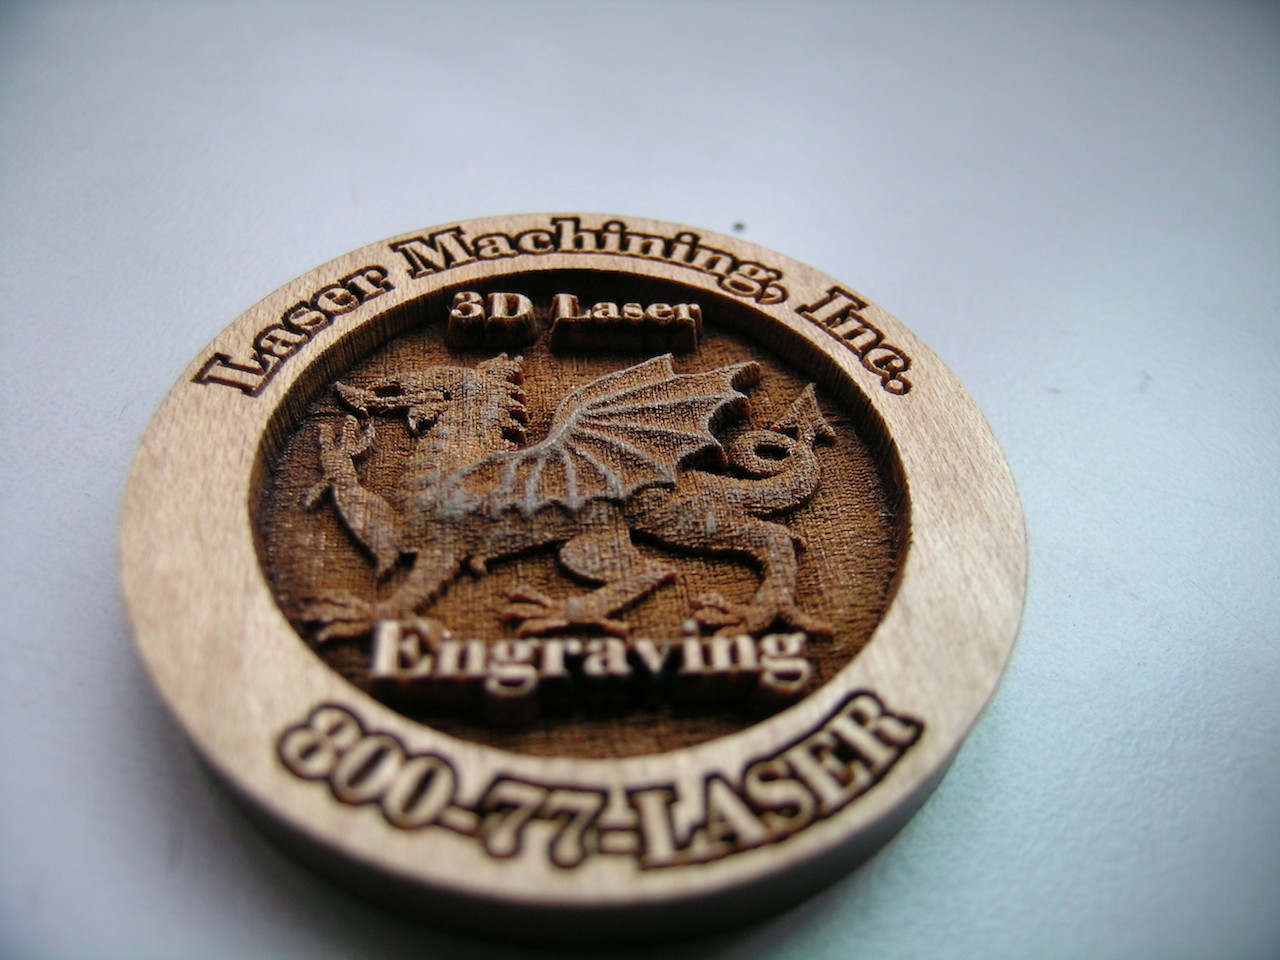 Laser Machining, Inc.
3D Laser
Engraving
800-77-LASER